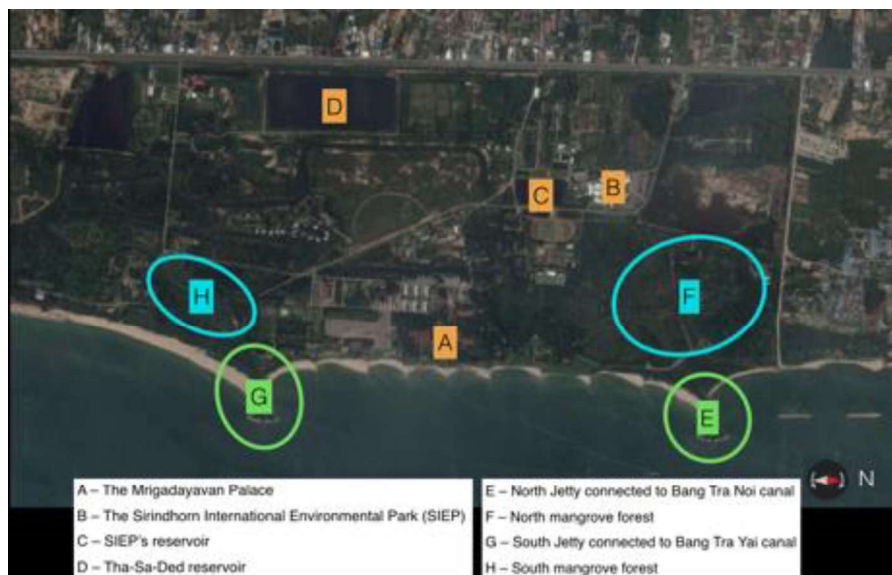 D
C
B
H
F
A
G
E
N
A – The Mrigadayavan Palace
B – The Sirindhorn International Environmental Park (SIEP)
C – SIEP's reservoir
D – Tha-Sa-Ded reservoir
E – North Jetty connected to Bang Tra Noi canal
F – North mangrove forest
G – South Jetty connected to Bang Tra Yai canal
H – South mangrove forest